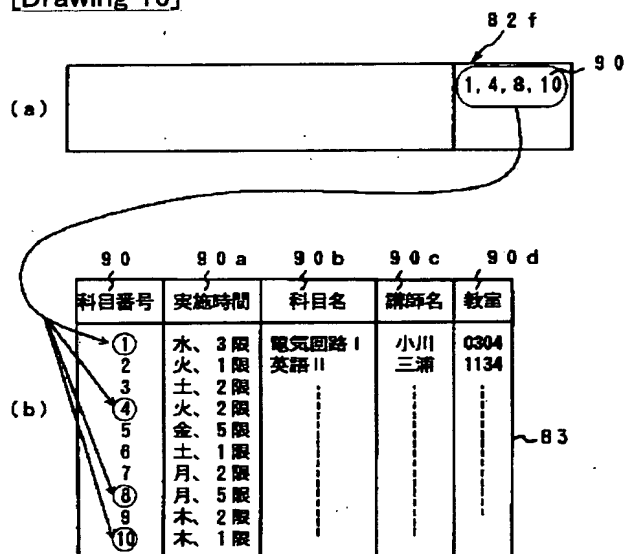 [Drawing 10]
82f
90
1, 4, 8, 10
(a)
90 90a 90b 90c 90d
科目番号 実施時間 科目名 講師名 教室
① 水、3限 電気回路Ⅰ 小川 0304
2 火、1限 英語Ⅱ 三浦 1134
3 土、2限
④ 火、2限
(b)
5 金、5限
83
6 土、1限
7 月、2限
⑧ 月、5限
9 木、2限
⑩ 木、1限